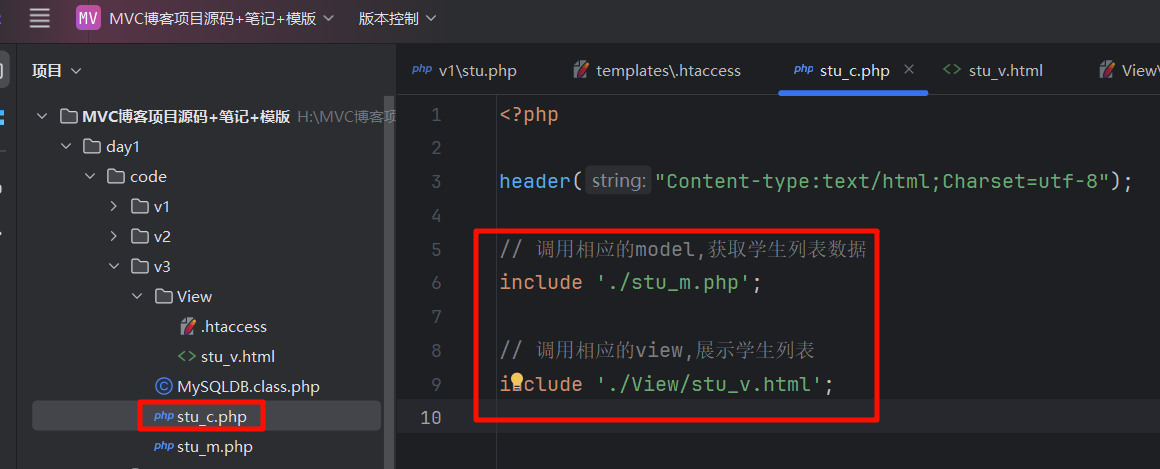 MV MVC博客项目源码+笔记+模版 版本控制
项目
MVC博客项目源码+笔记+模版 H:\MVC博客项
day1
code
v1
v2
v3
View
.htaccess
stu_v.html
MySQLDB.class.php
php stu_c.php
php stu_m.php
php v1\stu.php templates\.htaccess php stu_c.php stu_v.html View\
1 <?php
2
3 header( string: "Content-type:text/html;Charset=utf-8");
4
5 // 调用相应的model,获取学生列表数据
6 include './stu_m.php';
7
8 // 调用相应的view,展示学生列表
9 include './View/stu_v.html';
10